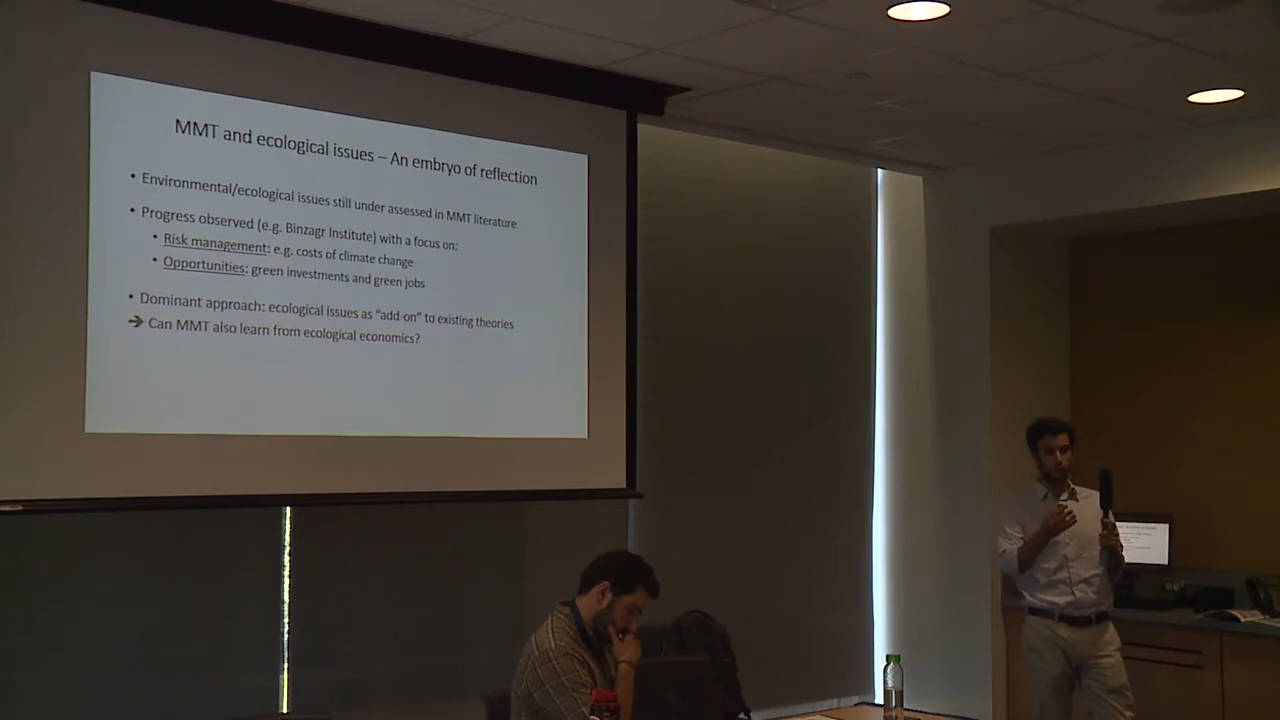 MMT and ecological issues – An embryo of reflection
• Environmental/ecological issues still under assessed in MMT literature
• Progress observed (e.g. Binzagr Institute) with a focus on:
• Risk management: e.g. costs of climate change
• Opportunities: green investments and green jobs
• Dominant approach: ecological issues as “add-on” to existing theories
➔ Can MMT also learn from ecological economics?